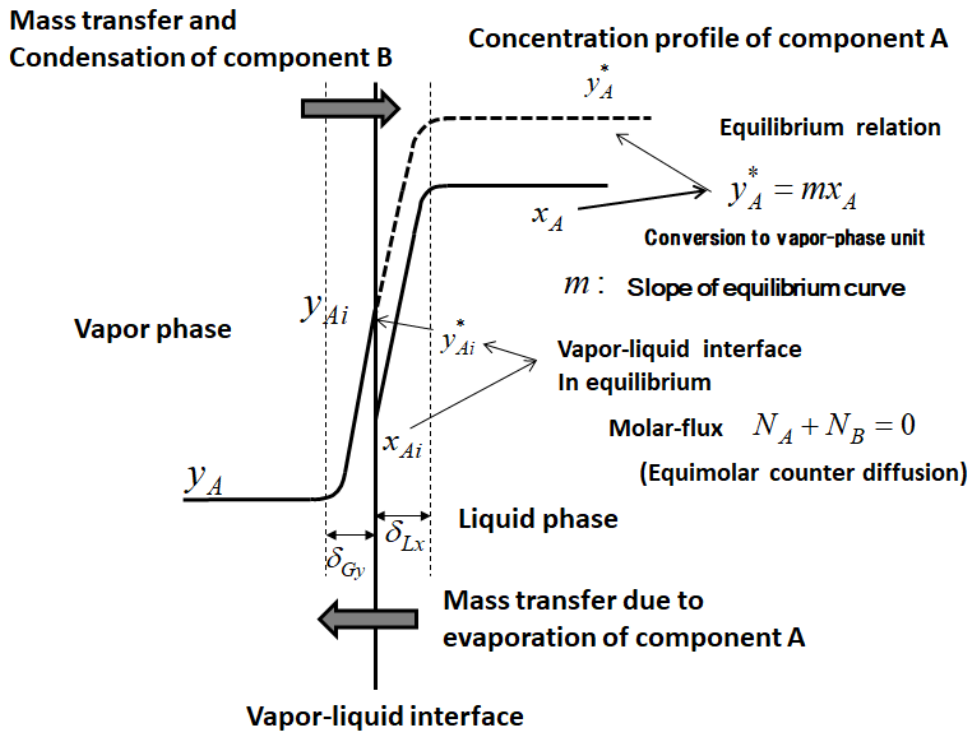 Mass transfer and
Condensation of component B
Concentration profile of component A
y*A
Equilibrium relation
y*A = mxA
xA
Conversion to vapor-phase unit
m : Slope of equilibrium curve
yAi
Vapor phase
y*Ai
Vapor-liquid interface
In equilibrium
xAi
Molar-flux NA + NB = 0
(Equimolar counter diffusion)
yA
Liquid phase
δLx
δGy
Mass transfer due to
evaporation of component A
Vapor-liquid interface